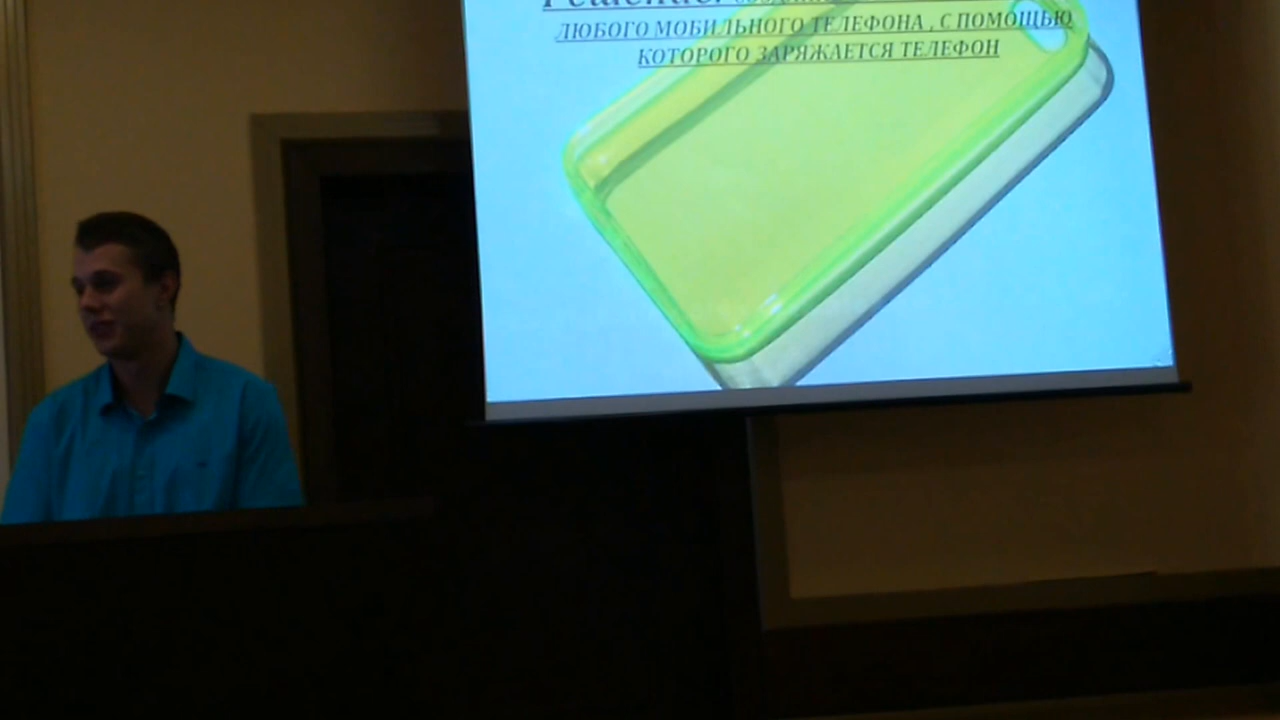 Решение:
ЛЮБОГО МОБИЛЬНОГО ТЕЛЕФОНА , С ПОМОЩЬЮ
КОТОРОГО ЗАРЯЖАЕТСЯ ТЕЛЕФОН